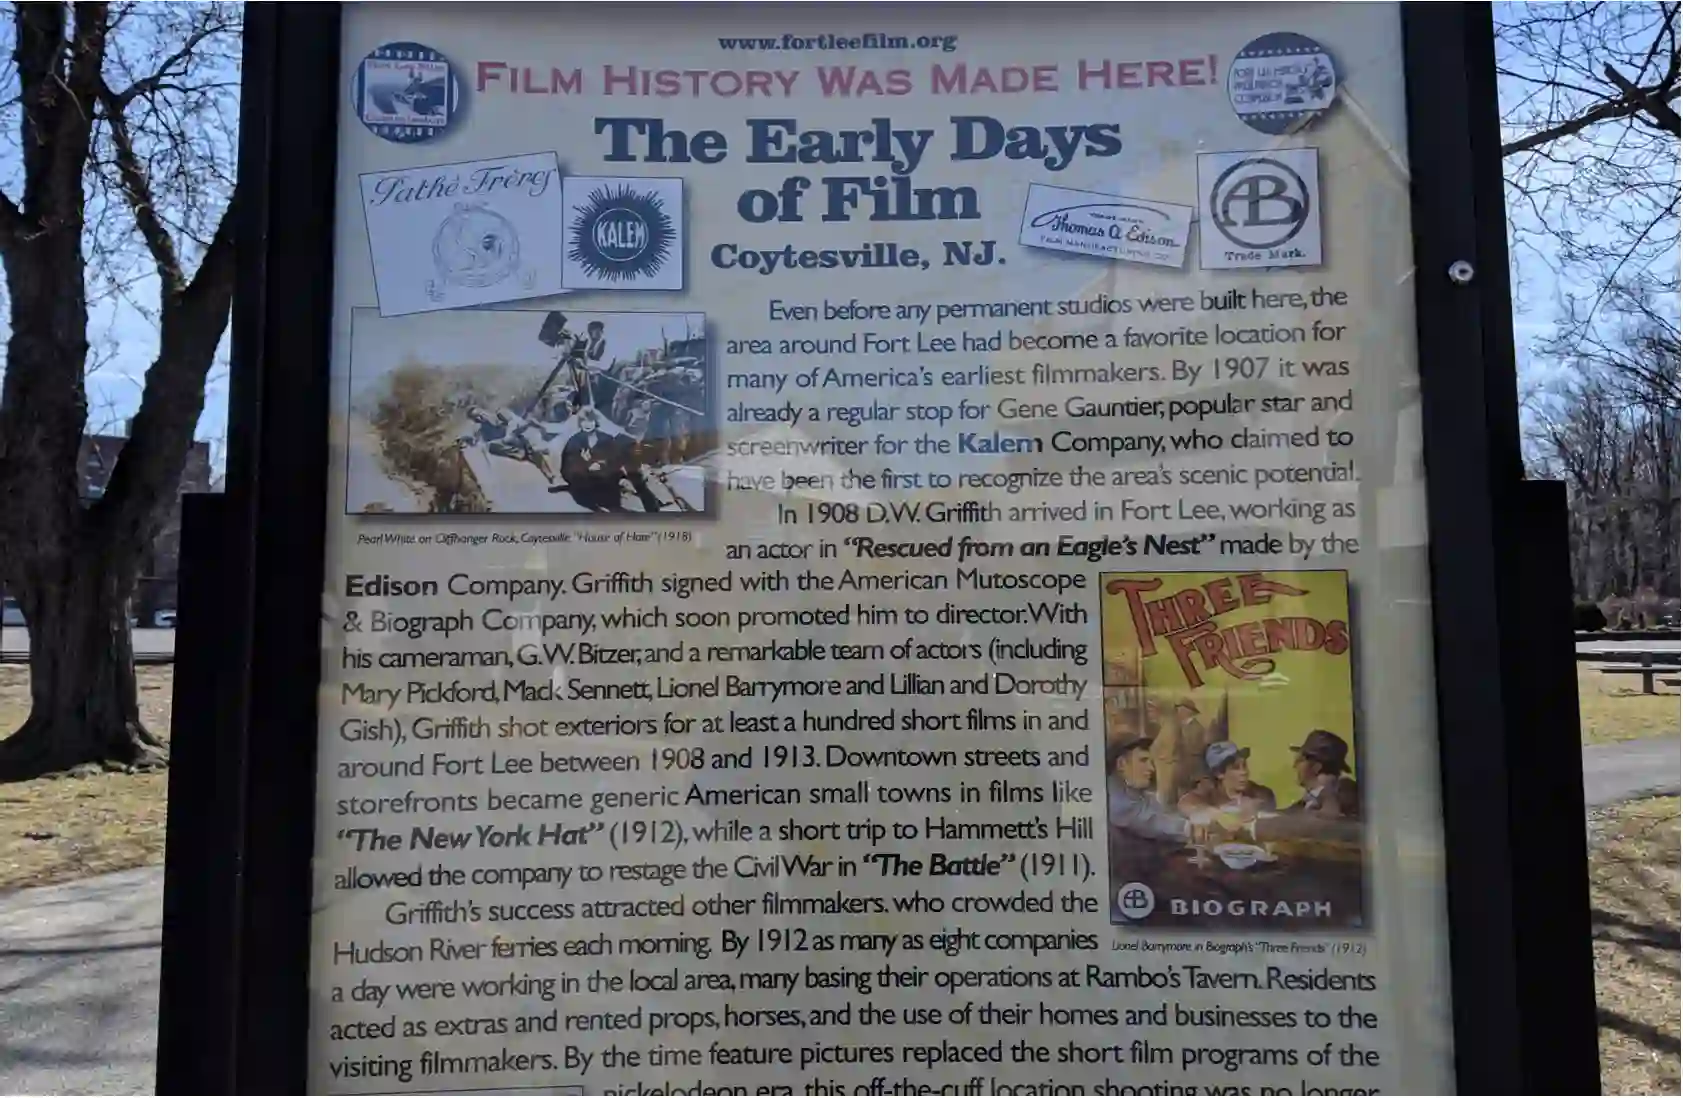 www.fortleefilm.org
FILM HISTORY WAS MADE HERE!
The Early Days
of Film
Coytesville, NJ.
Pathé Frères
KALEM
Thomas A. Edison
AB
Trade Mark.
Even before any permanent studios were built here, the
area around Fort Lee had become a favorite location for
many of America's earliest filmmakers. By 1907 it was
already a regular stop for Gene Gauntier, popular star and
screenwriter for the Kalem Company, who claimed to
have been the first to recognize the area's scenic potential.
In 1908 D.W. Griffith arrived in Fort Lee, working as
an actor in "Rescued from an Eagle's Nest" made by the
Pearl White on Cliffhanger Rock, Coytesville "House of Hate" (1918)
Edison Company. Griffith signed with the American Mutoscope
& Biograph Company, which soon promoted him to director. With
his cameraman, G.W. Bitzer, and a remarkable team of actors (including
Mary Pickford, Mack Sennett, Lionel Barrymore and Lillian and Dorothy
Gish), Griffith shot exteriors for at least a hundred short films in and
around Fort Lee between 1908 and 1913. Downtown streets and
storefronts became generic American small towns in films like
"The New York Hat" (1912), while a short trip to Hammett's Hill
allowed the company to restage the Civil War in "The Battle" (1911).
Griffith's success attracted other filmmakers, who crowded the
Hudson River ferries each morning. By 1912 as many as eight companies
a day were working in the local area, many basing their operations at Rambo's Tavern. Residents
acted as extras and rented props, horses, and the use of their homes and businesses to the
visiting filmmakers. By the time feature pictures replaced the short film programs of the
nickelodeon era, this off-the-cuff location shooting was no longer
THREE
FRIENDS
AB BIOGRAPH
Lionel Barrymore in Biograph's "Three Friends" (1912)